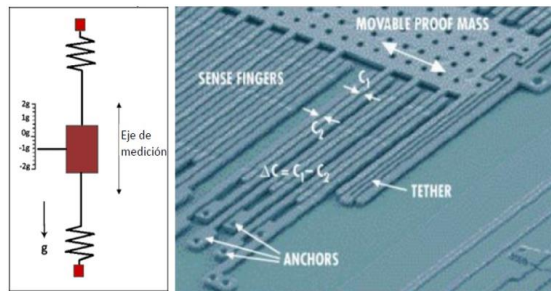 2g
1g
0g
-1g
-2g
Eje de
medición
g
MOVABLE PROOF MASS
SENSE FINGERS
C₁
C₂
ΔC = C₁ - C₂
TETHER
ANCHORS